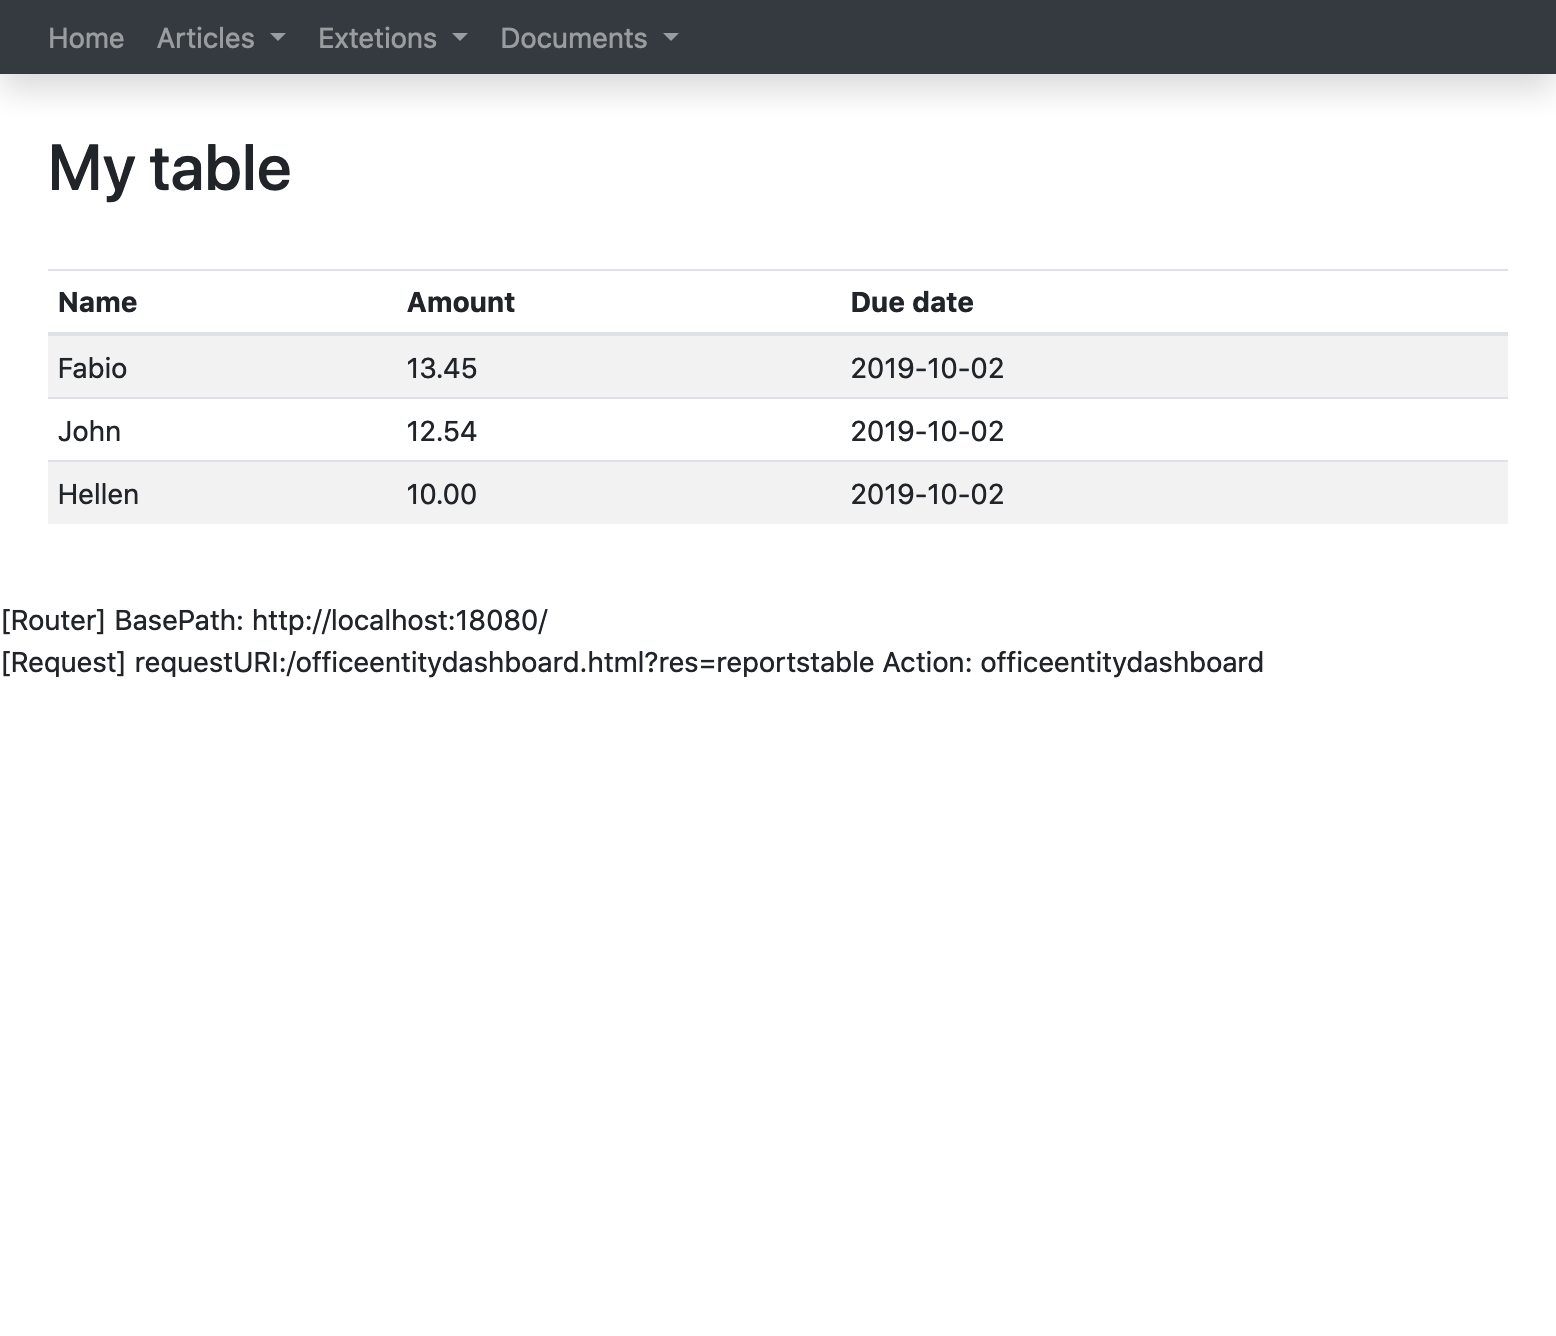 Home Articles Extetions Documents
My table
Name Amount Due date
Fabio 13.45 2019-10-02
John 12.54 2019-10-02
Hellen 10.00 2019-10-02
[Router] BasePath: http://localhost:18080/
[Request] requestURI:/officeentitydashboard.html?res=reportstable Action: officeentitydashboard